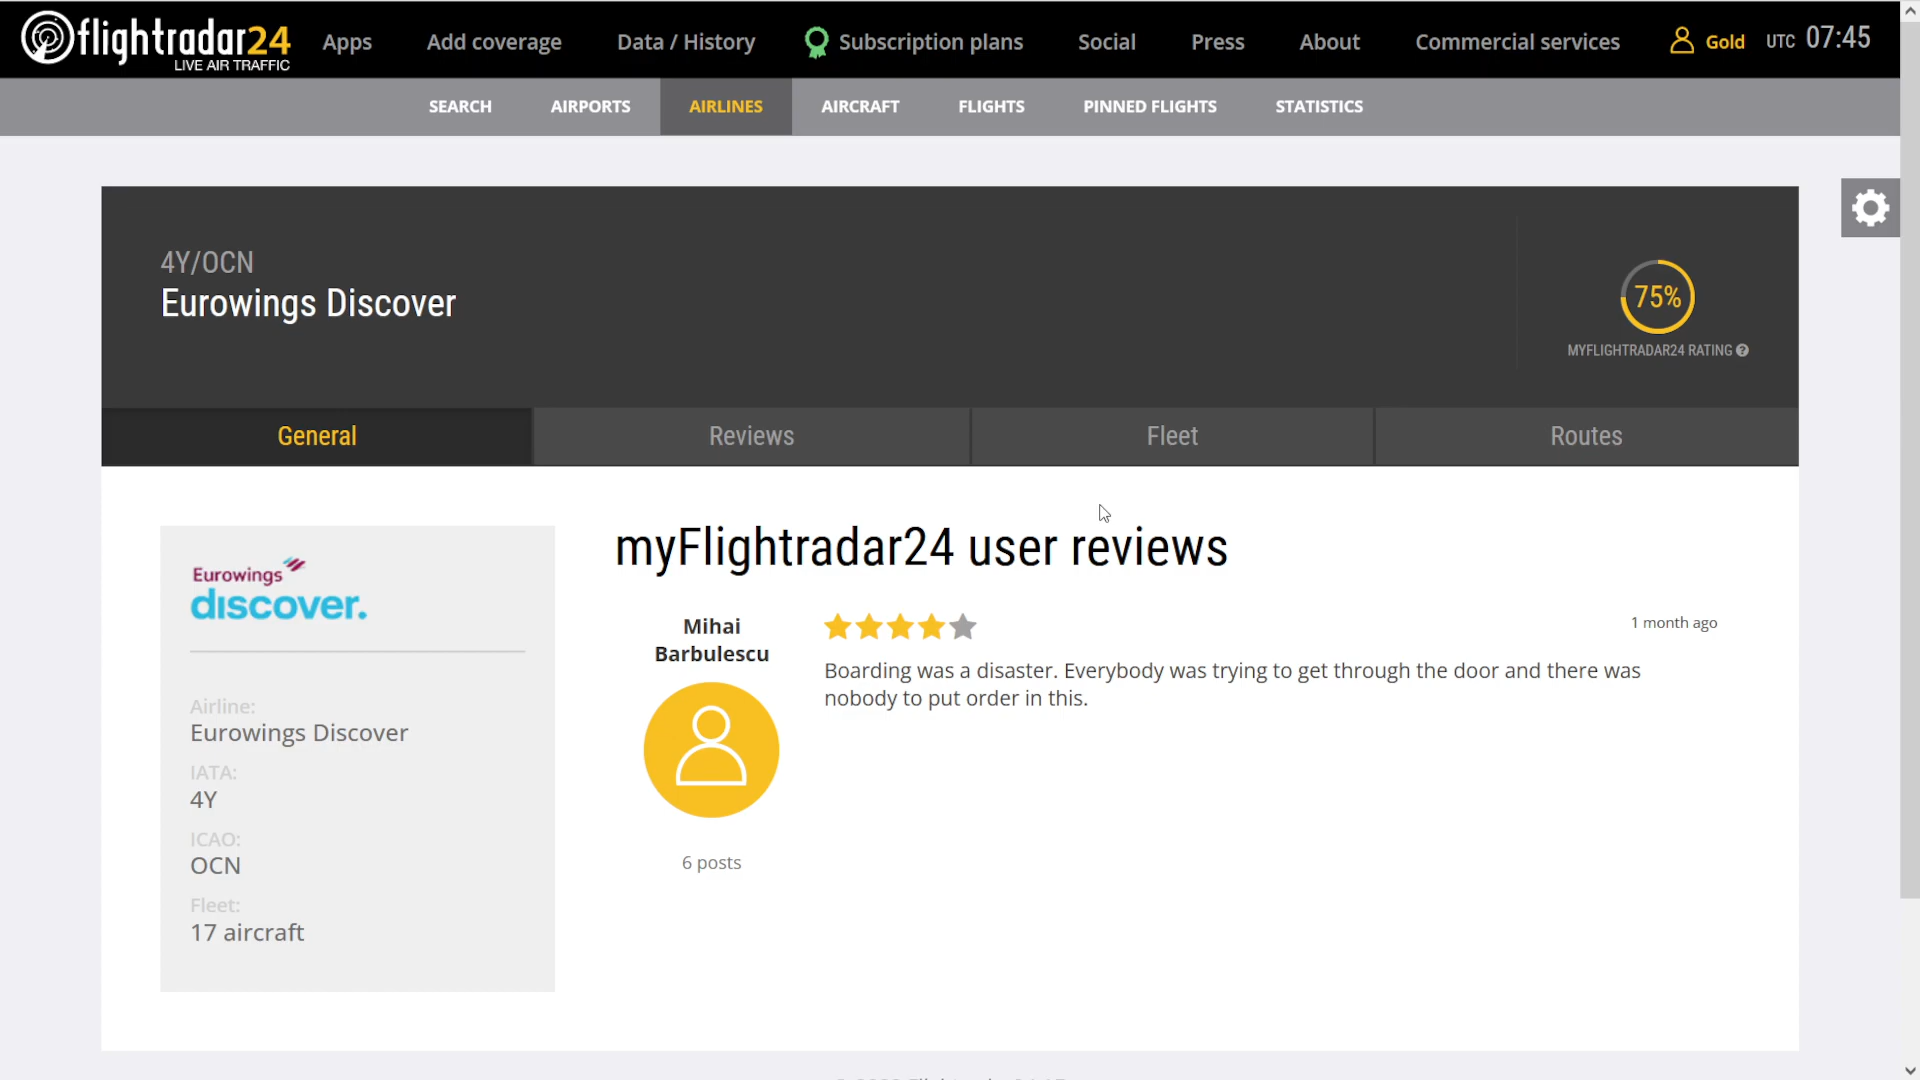 flightradar24
LIVE AIR TRAFFIC
Apps
Add coverage
Data / History
Subscription plans
Social
Press
About
Commercial services
Gold
UTC 07:45
SEARCH
AIRPORTS
AIRLINES
AIRCRAFT
FLIGHTS
PINNED FLIGHTS
STATISTICS
4Y/OCN
Eurowings Discover
75%
MYFLIGHTRADAR24 RATING
General
Reviews
Fleet
Routes
Eurowings
discover.
Airline:
Eurowings Discover
IATA:
4Y
ICAO:
OCN
Fleet:
17 aircraft
myFlightradar24 user reviews
Mihai
Barbulescu
6 posts
1 month ago
Boarding was a disaster. Everybody was trying to get through the door and there was
nobody to put order in this.